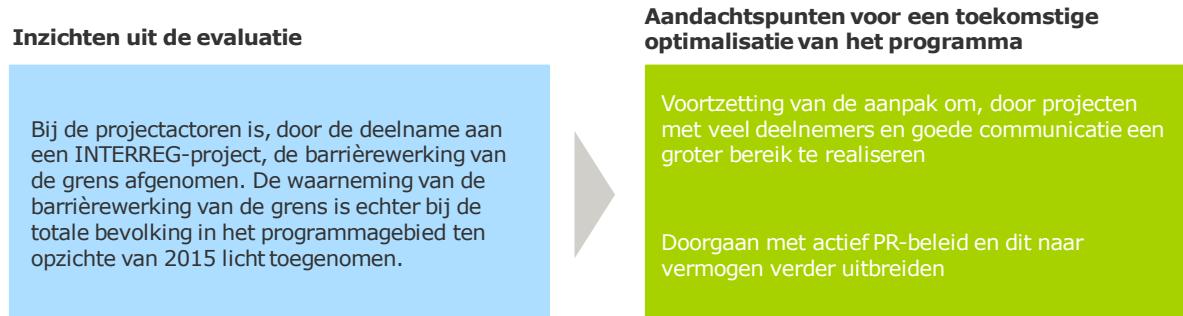 Inzichten uit de evaluatie
Bij de projectactoren is, door de deelname aan
een INTERREG-project, de barrièrewerking van
de grens afgenomen. De waarneming van de
barrièrewerking van de grens is echter bij de
totale bevolking in het programmagebied ten
opzichte van 2015 licht toegenomen.
Aandachtspunten voor een toekomstige
optimalisatie van het programma
Voortzetting van de aanpak om, door projecten
met veel deelnemers en goede communicatie een
groter bereik te realiseren
Doorgaan met actief PR-beleid en dit naar
vermogen verder uitbreiden